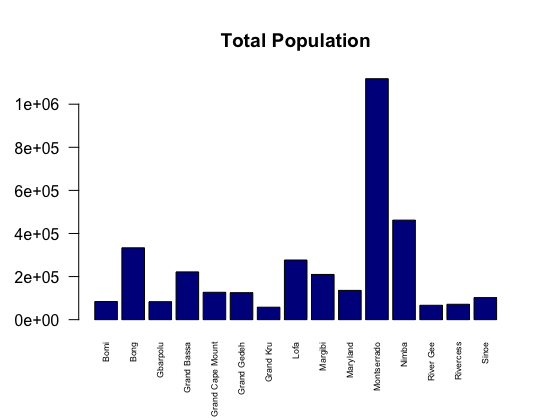 Total Population
1e+06
8e+05
6e+05
4e+05
2e+05
0e+00
Bomi
Bong
Gbarpolu
Grand Bassa
Grand Cape Mount
Grand Gedeh
Grand Kru
Lofa
Margibi
Maryland
Montserrado
Nimba
River Gee
Rivercess
Sinoe